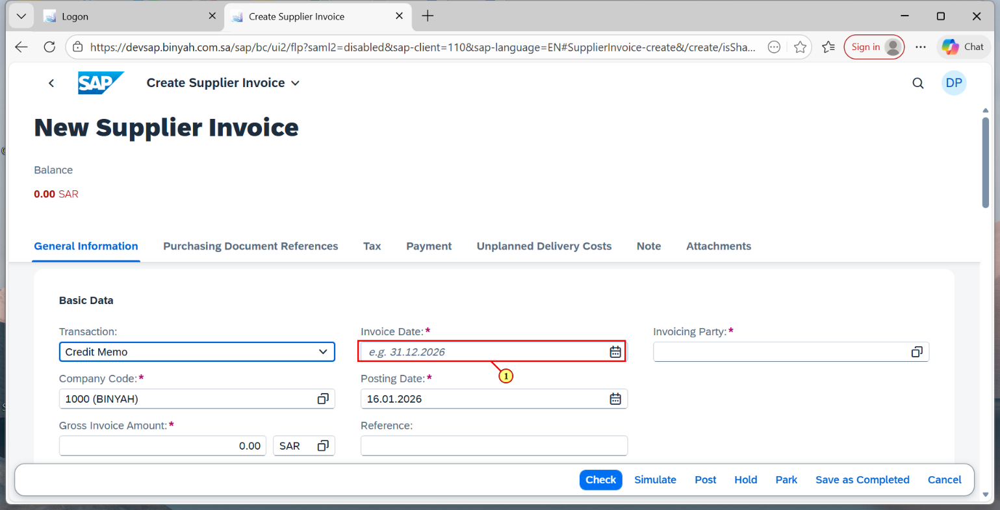 Logon
Create Supplier Invoice
https://devsap.binyah.com.sa/sap/bc/ui2/flp?saml2=disabled&sap-client=110&sap-language=EN#SupplierInvoice-create&/create/isSha...
Sign in
Chat
SAP
Create Supplier Invoice
DP
New Supplier Invoice
Balance
0.00 SAR
General Information Purchasing Document References Tax Payment Unplanned Delivery Costs Note Attachments
Basic Data
Transaction: Invoice Date:* Invoicing Party:*
Credit Memo e.g. 31.12.2026
1
Company Code:* Posting Date:*
1000 (BINYAH) 16.01.2026
Gross Invoice Amount:* Reference:
0.00 SAR
Check Simulate Post Hold Park Save as Completed Cancel